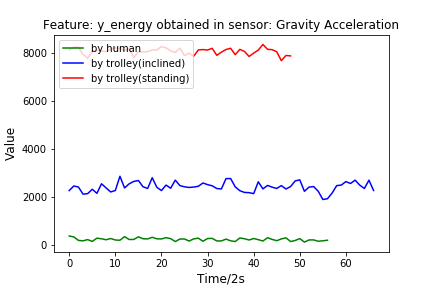 Feature: y_energy obtained in sensor: Gravity Acceleration
by human
by trolley(inclined)
by trolley(standing)
8000
6000
4000
2000
0
Value
0 10 20 30 40 50 60
Time/2s